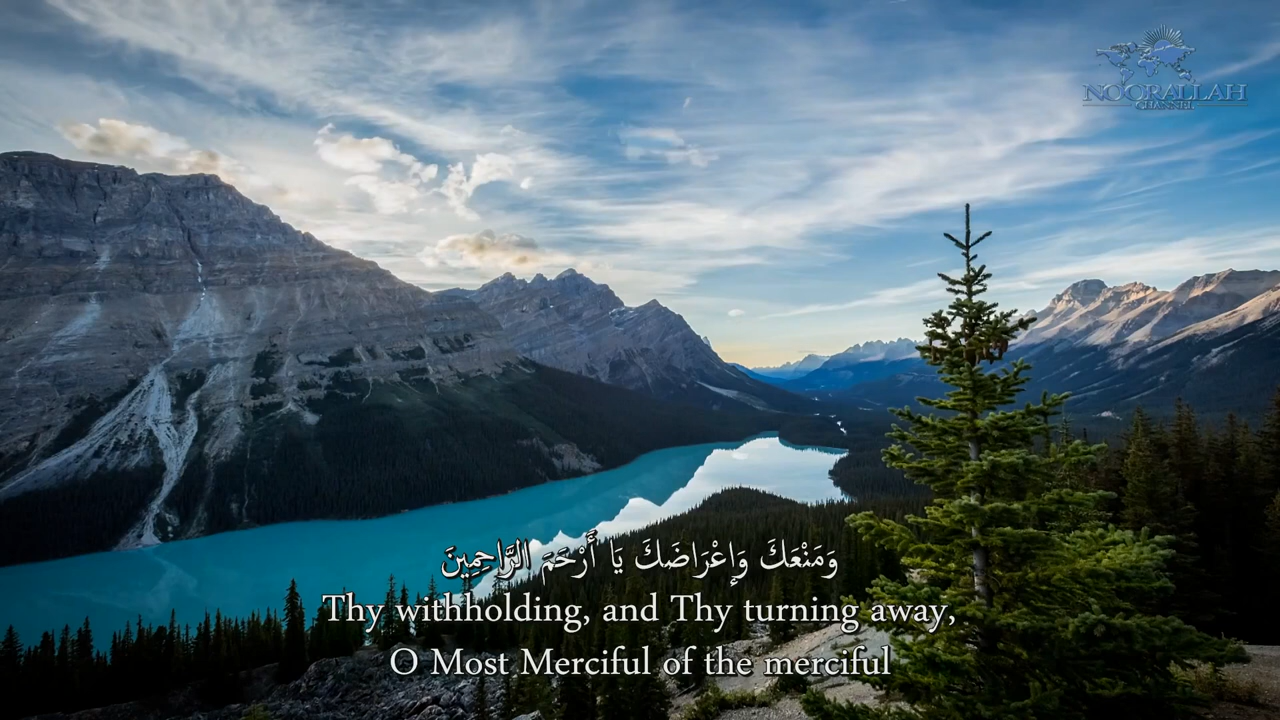 NOORALLAH
CHANNEL
وَمَنْعَكَ وَإِعْرَاضَكَ يَا أَرْحَمَ الرَّاحِمِينَ
Thy withholding, and Thy turning away,
O Most Merciful of the merciful